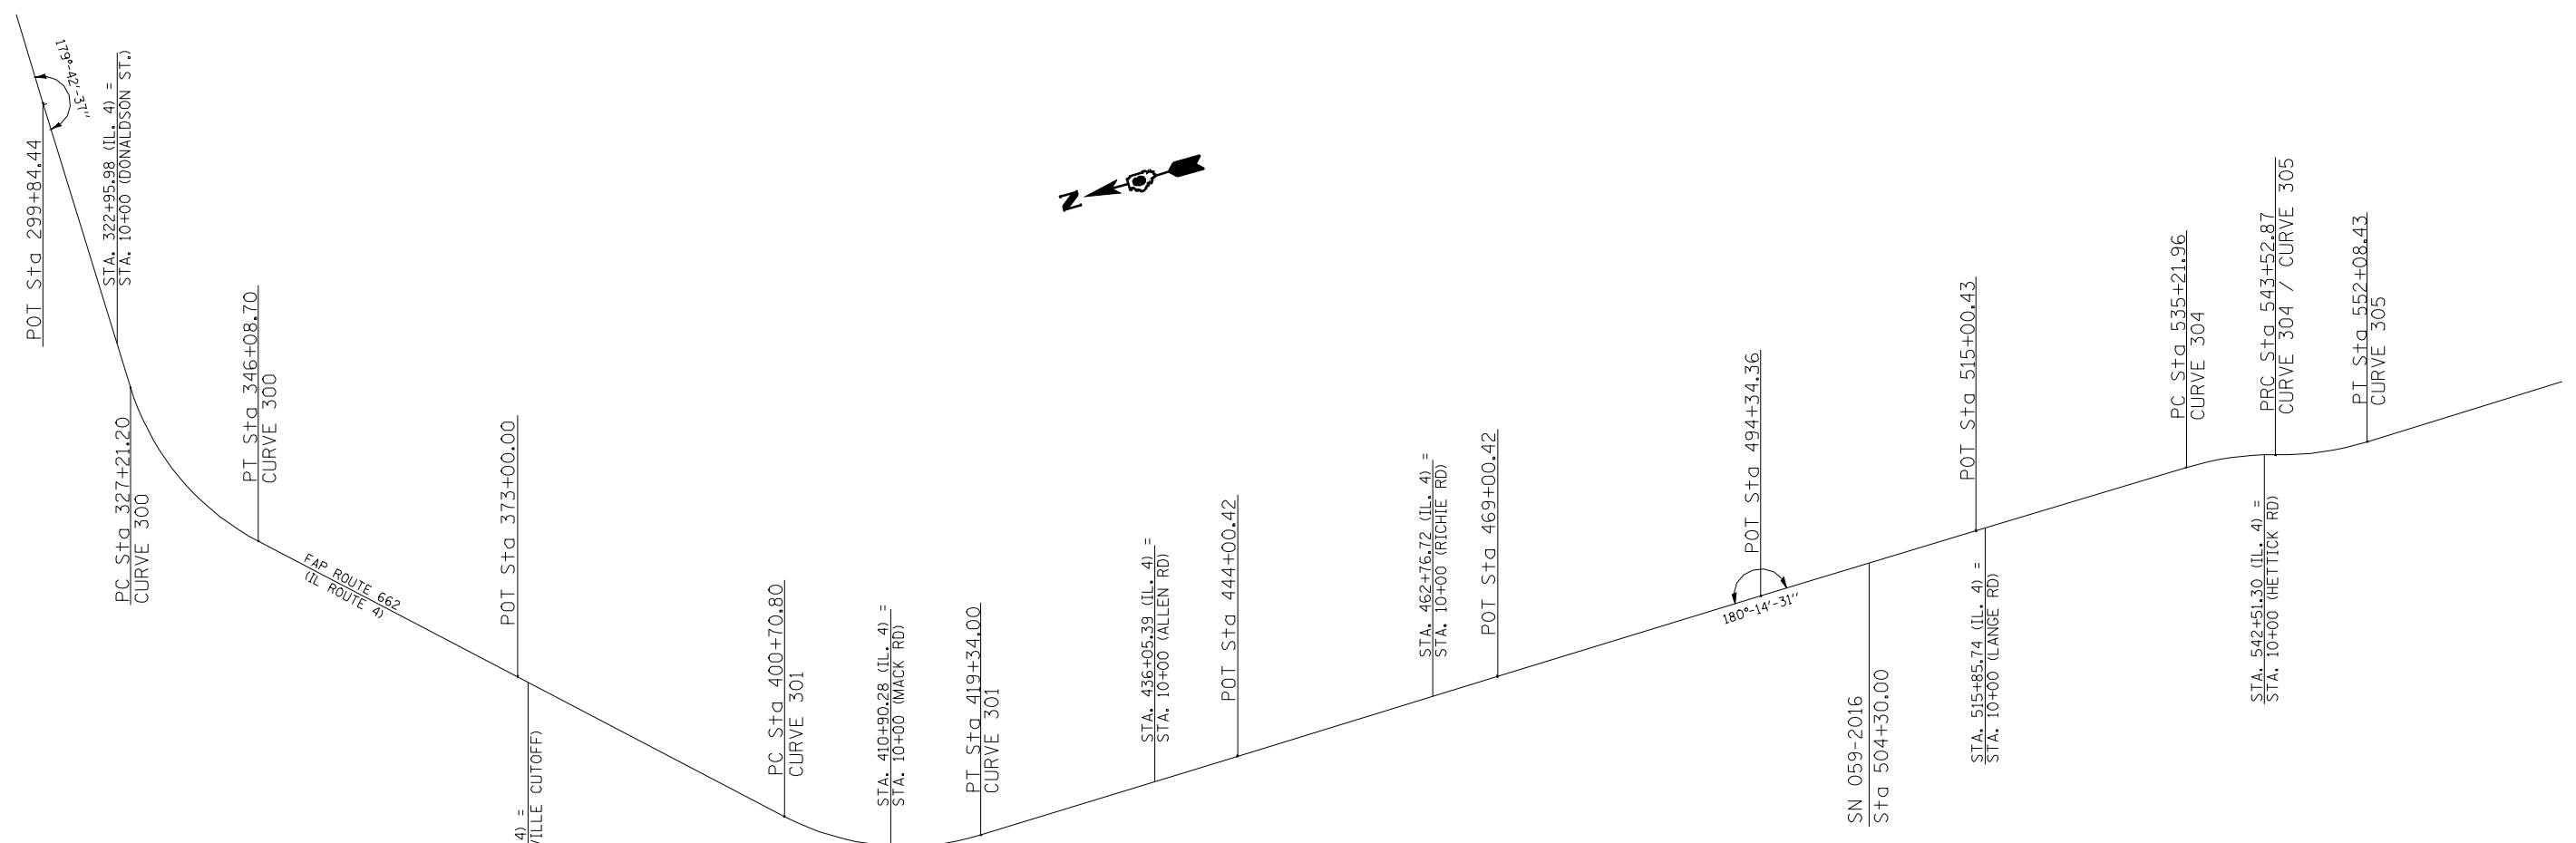 179°-42'-37"
POT Sta 299+84.44
STA. 322+95.98 (IL. 4) =
STA. 10+00 (DONALDSON ST.)
PC Sta 327+21.20
CURVE 300
PT Sta 346+08.70
CURVE 300
FAP ROUTE 662
(IL ROUTE 4)
POT Sta 373+00.00
4) =
VILLE CUTOFF)
PC Sta 400+70.80
CURVE 301
STA. 410+90.28 (IL. 4) =
STA. 10+00 (MACK RD)
PT Sta 419+34.00
CURVE 301
N
STA. 436+05.39 (IL. 4) =
STA. 10+00 (ALLEN RD)
POT Sta 444+00.42
STA. 462+76.72 (IL. 4) =
STA. 10+00 (RICHIE RD)
POT Sta 469+00.42
POT Sta 494+34.36
180°-14'-31"
SN 059-2016
Sta 504+30.00
POT Sta 515+00.43
STA. 515+85.74 (IL. 4) =
STA. 10+00 (LANGE RD)
PC Sta 535+21.96
CURVE 304
STA. 542+51.30 (IL. 4) =
STA. 10+00 (HETTICK RD)
PRC Sta 543+52.87
CURVE 304 / CURVE 305
PT Sta 552+08.43
CURVE 305